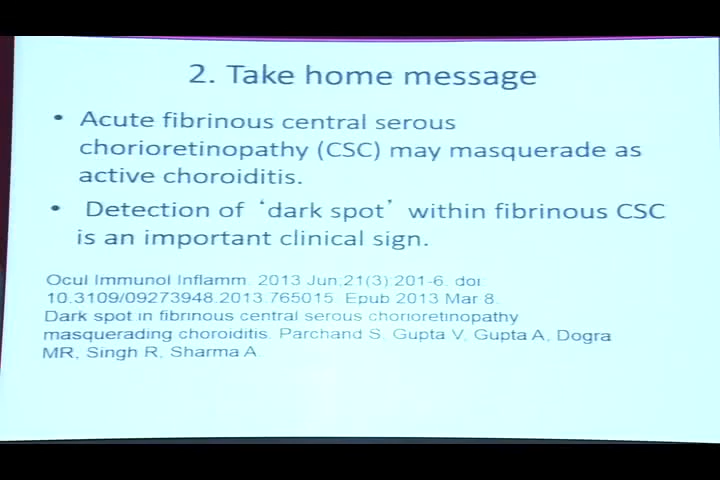 2. Take home message
• Acute fibrinous central serous
chorioretinopathy (CSC) may masquerade as
active choroiditis.
• Detection of ‘dark spot’ within fibrinous CSC
is an important clinical sign.
Ocul Immunol Inflamm. 2013 Jun;21(3) 201-6. doi
10.3109/09273948.2013.765015. Epub 2013 Mar 8.
Dark spot in fibrinous central serous chorioretinopathy
masquerading choroiditis. Parchand S, Gupta V, Gupta A, Dogra
MR, Singh R, Sharma A.